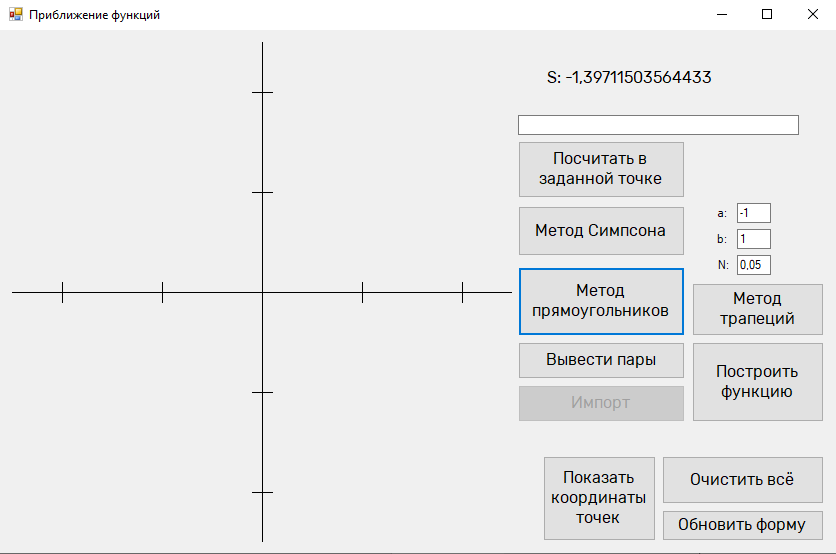 Приближение функций
S: -1,39711503564433
Посчитать в
заданной точке
Метод Симпсона
a: -1
b: 1
N: 0,05
Метод
прямоугольников
Метод
трапеций
Вывести пары
Построить
функцию
Импорт
Показать
координаты
точек
Очистить всё
Обновить форму